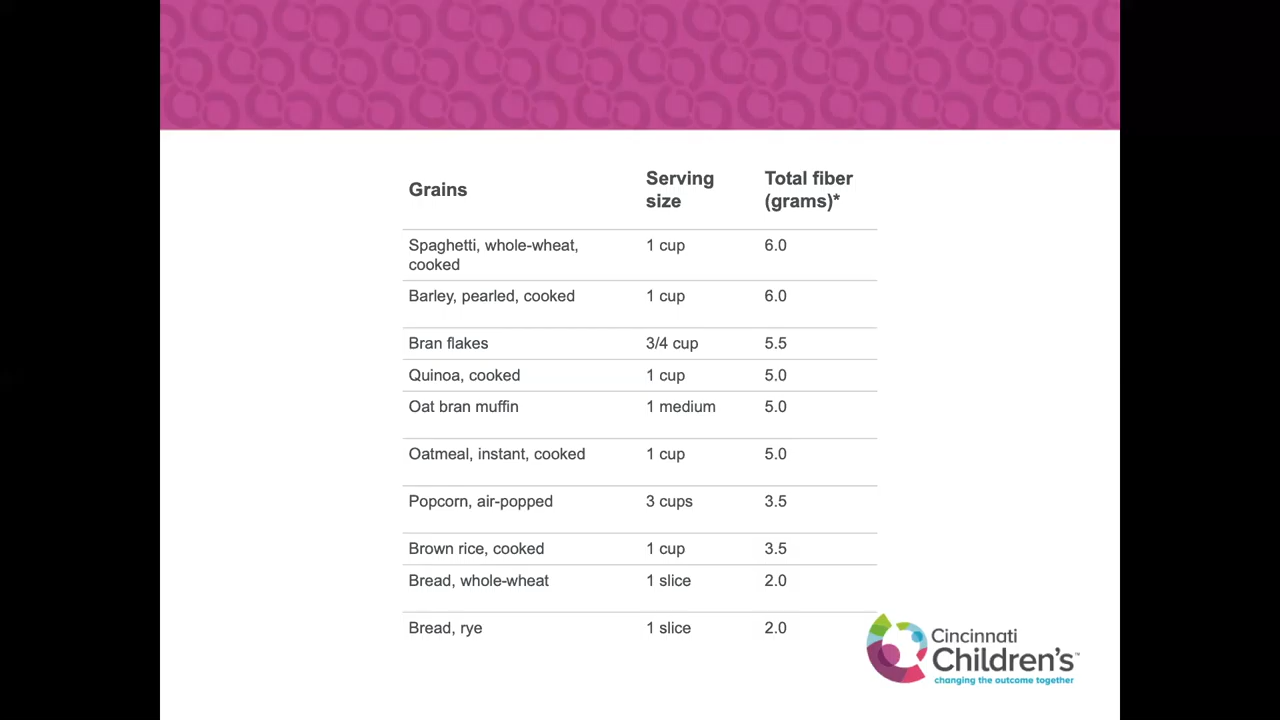 Grains Serving size Total fiber (grams)*
Spaghetti, whole-wheat, cooked 1 cup 6.0
Barley, pearled, cooked 1 cup 6.0
Bran flakes 3/4 cup 5.5
Quinoa, cooked 1 cup 5.0
Oat bran muffin 1 medium 5.0
Oatmeal, instant, cooked 1 cup 5.0
Popcorn, air-popped 3 cups 3.5
Brown rice, cooked 1 cup 3.5
Bread, whole-wheat 1 slice 2.0
Bread, rye 1 slice 2.0
Cincinnati
Children's™
changing the outcome together